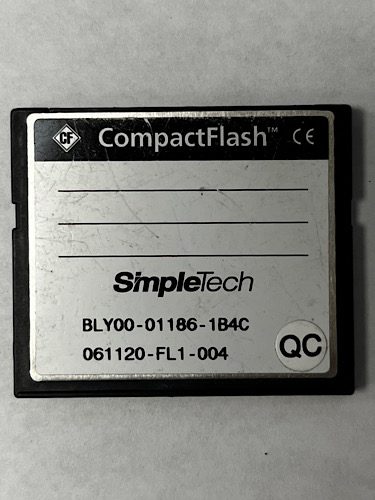 CF CompactFlash™ CE
SimpleTech
BLY00-01186-1B4C
061120-FL1-004
QC